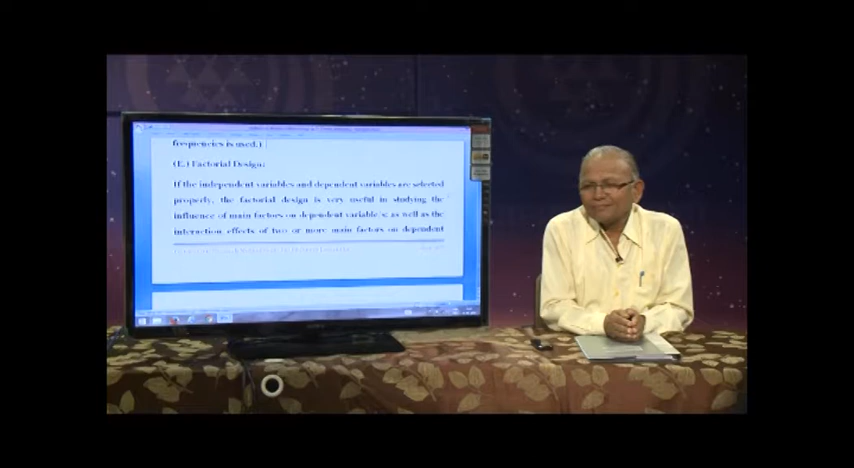 frequencies is used.)
(E.) Factorial Design:
If the independent variables and dependent variables are selected
properly, the factorial design is very useful in studying the
influence of main factors on dependent variable/s; as well as the
interaction effects of two or more main factors on dependent